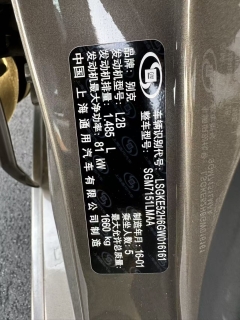 品牌：别克
发动机型号：L2B
发动机排量：1.485 L
发动机最大净功率：81 kW
中国 上海通用汽车有限公司
车辆识别代号：LSGKE52H6GW016161
整车型号：SGM7151LMAA
制造年月：16-01
乘坐人数：5
最大允许总质量：1660 kg